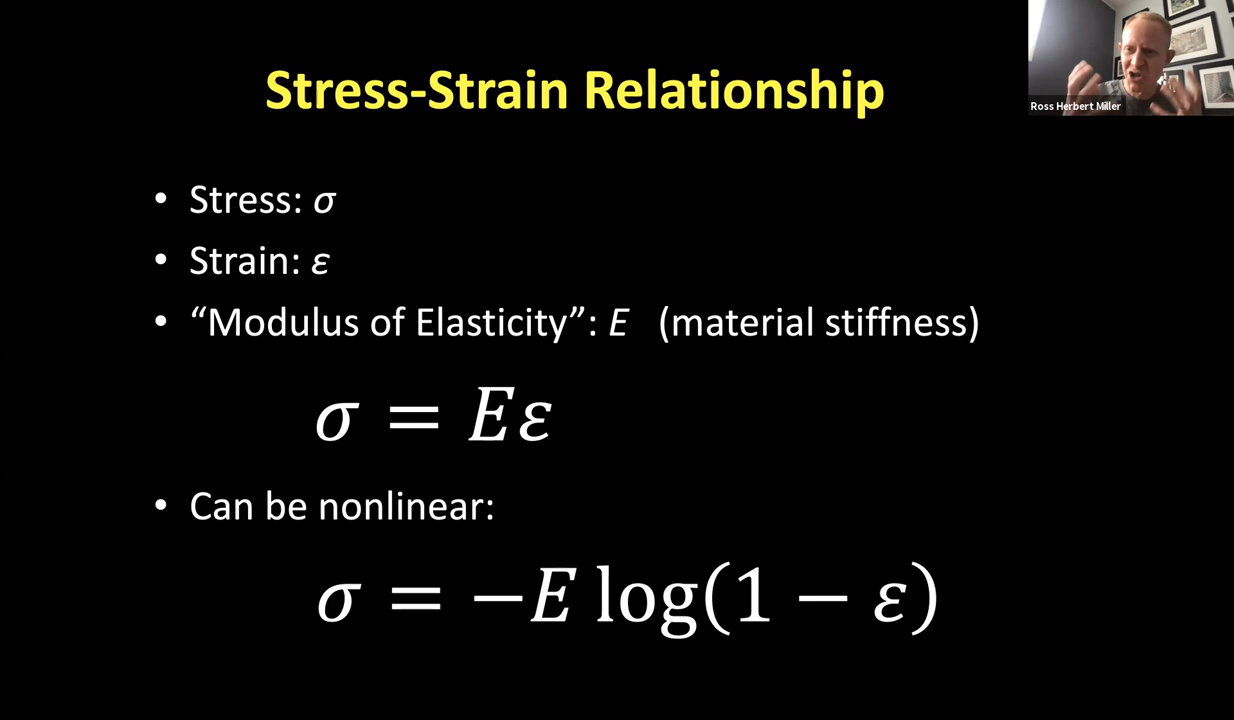 Stress-Strain Relationship
Ross Herbert Miller
• Stress: σ
• Strain: ε
• “Modulus of Elasticity”: E (material stiffness)
σ = Eε
• Can be nonlinear:
σ = −E log(1 − ε)